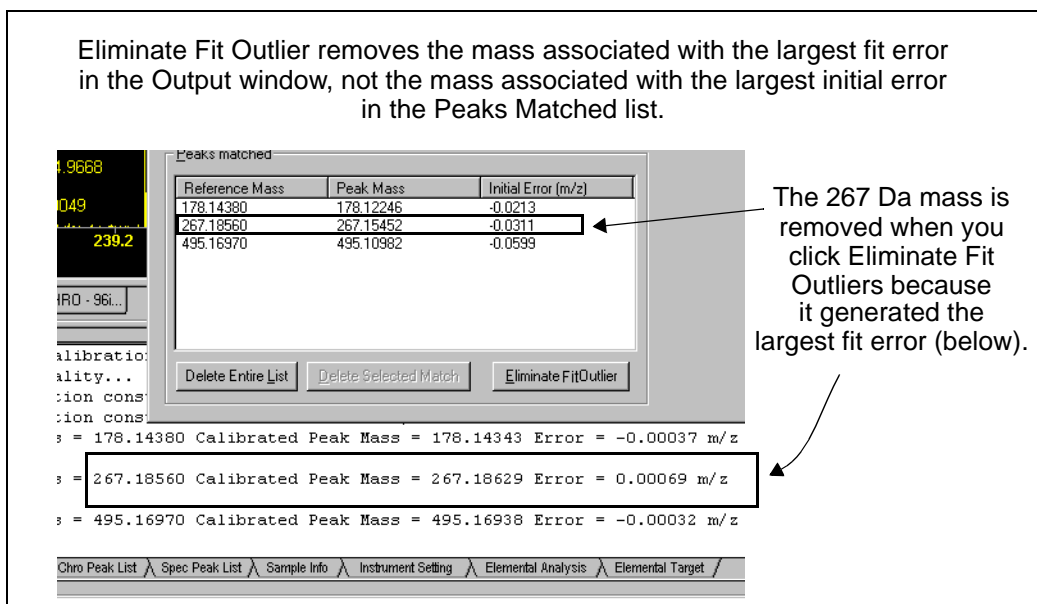 Eliminate Fit Outlier removes the mass associated with the largest fit error
in the Output window, not the mass associated with the largest initial error
in the Peaks Matched list.
Peaks matched
Reference Mass Peak Mass Initial Error (m/z)
178.14380 178.12246 -0.0213
267.18560 267.15452 -0.0311
495.16970 495.10982 -0.0599
.9668
0049
239.2
HRO - 96i...
Delete Entire List Delete Selected Match Eliminate FitOutlier
The 267 Da mass is
removed when you
click Eliminate Fit
Outliers because
it generated the
largest fit error (below).
alibratio
ality...
tion cons
tion cons
s = 178.14380 Calibrated Peak Mass = 178.14343 Error = -0.00037 m/z
s = 267.18560 Calibrated Peak Mass = 267.18629 Error = 0.00069 m/z
s = 495.16970 Calibrated Peak Mass = 495.16938 Error = -0.00032 m/z
Chro Peak List Spec Peak List Sample Info Instrument Setting Elemental Analysis Elemental Target